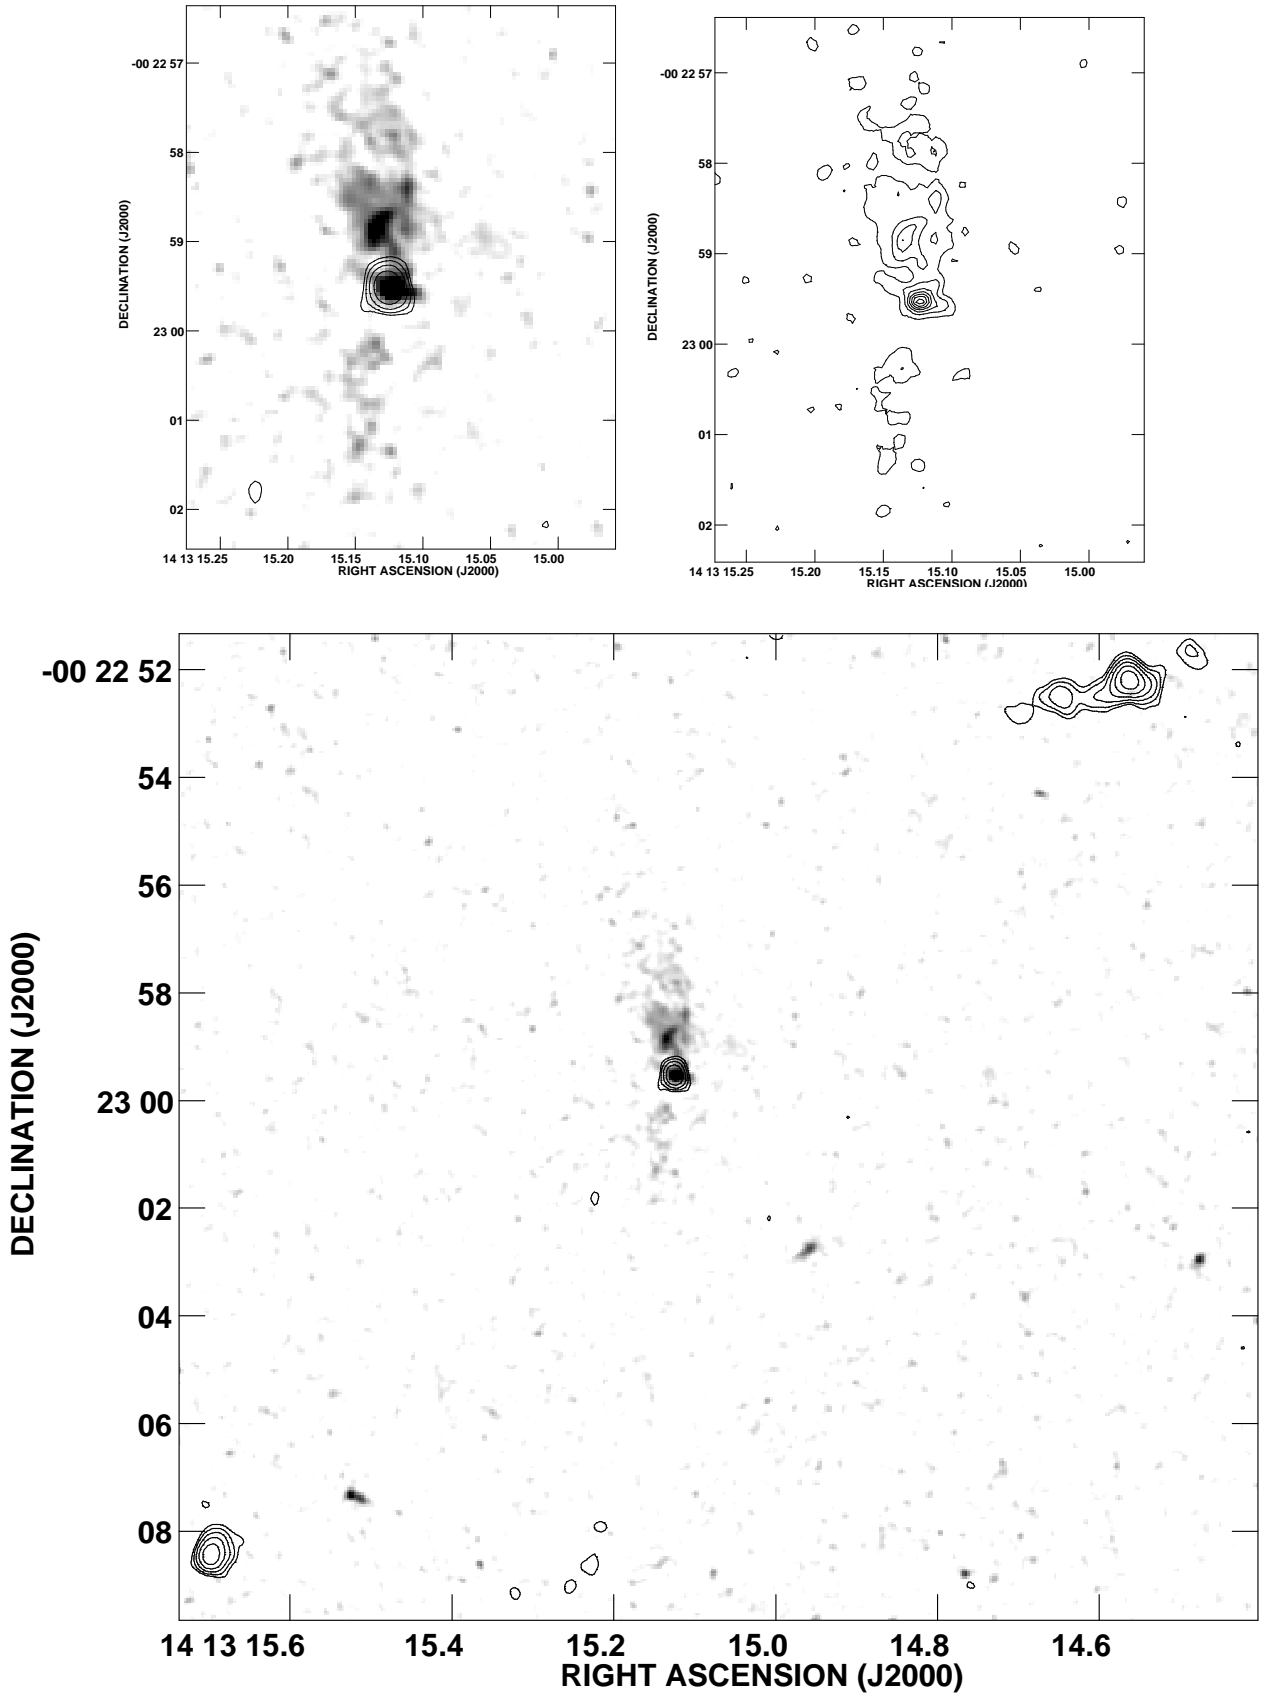 -00 22 57
58
59
23 00
01
02
DECLINATION (J2000)
14 13 15.25 15.20 15.15 15.10 15.05 15.00
RIGHT ASCENSION (J2000)
-00 22 57
58
59
23 00
01
02
DECLINATION (J2000)
14 13 15.25 15.20 15.15 15.10 15.05 15.00
RIGHT ASCENSION (J2000)
-00 22 52
54
56
58
23 00
02
04
06
08
DECLINATION (J2000)
14 13 15.6 15.4 15.2 15.0 14.8 14.6
RIGHT ASCENSION (J2000)